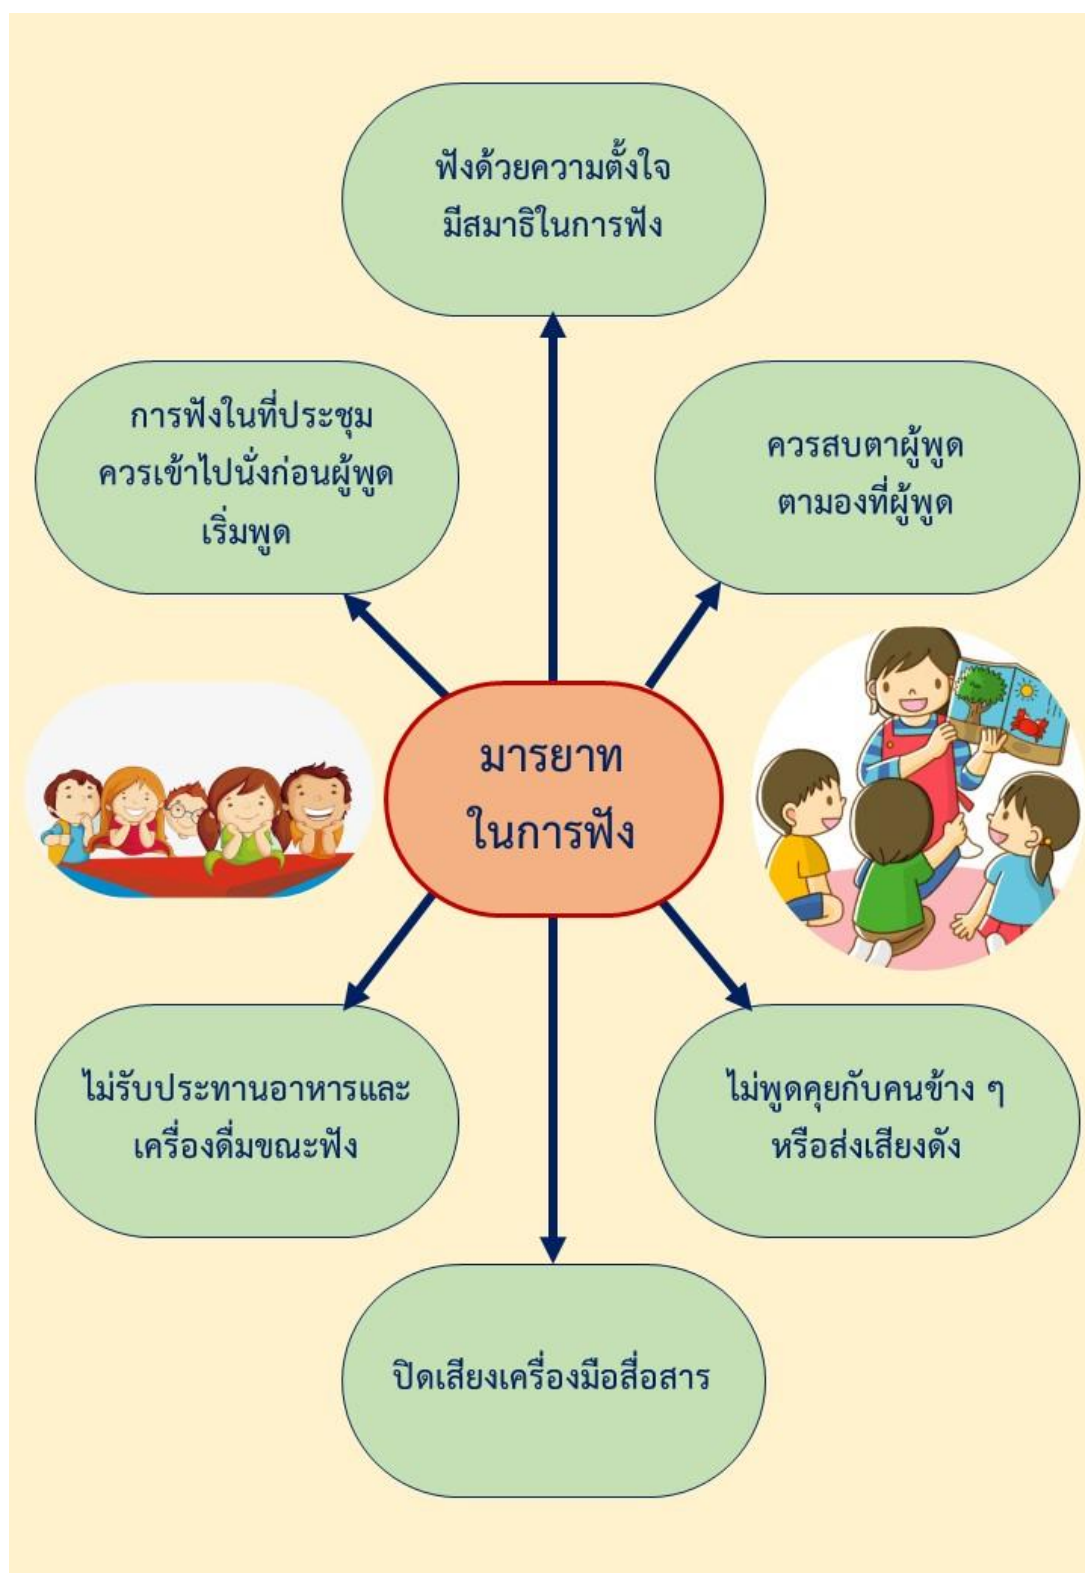 ฟังด้วยความตั้งใจ
มีสมาธิในการฟัง
การฟังในที่ประชุม
ควรเข้าไปนั่งก่อนผู้พูด
เริ่มพูด
ควรสบตาผู้พูด
ตามองที่ผู้พูด
มารยาท
ในการฟัง
ไม่รับประทานอาหารและ
เครื่องดื่มขณะฟัง
ไม่พูดคุยกับคนข้าง ๆ
หรือส่งเสียงดัง
ปิดเสียงเครื่องมือสื่อสาร